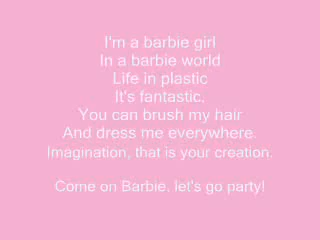 I'm a barbie girl
In a barbie world
Life in plastic
It's fantastic.
You can brush my hair
And dress me everywhere.
Imagination, that is your creation.
Come on Barbie, let's go party!